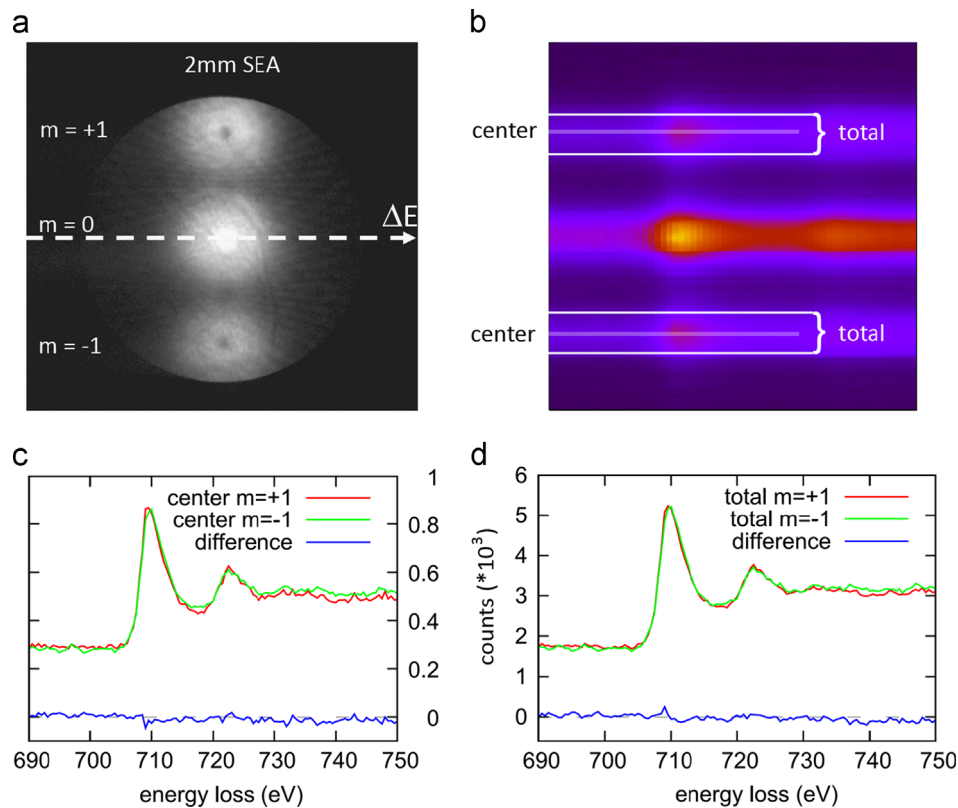 a
2mm SEA
m = +1
m = 0
ΔE
m = -1
b
center
total
center
total
c
center m=+1
center m=-1
difference
1
0.8
0.6
0.4
0.2
0
690 700 710 720 730 740 750
energy loss (eV)
d
total m=+1
total m=-1
difference
counts (*10³)
6
5
4
3
2
1
0
690 700 710 720 730 740 750
energy loss (eV)